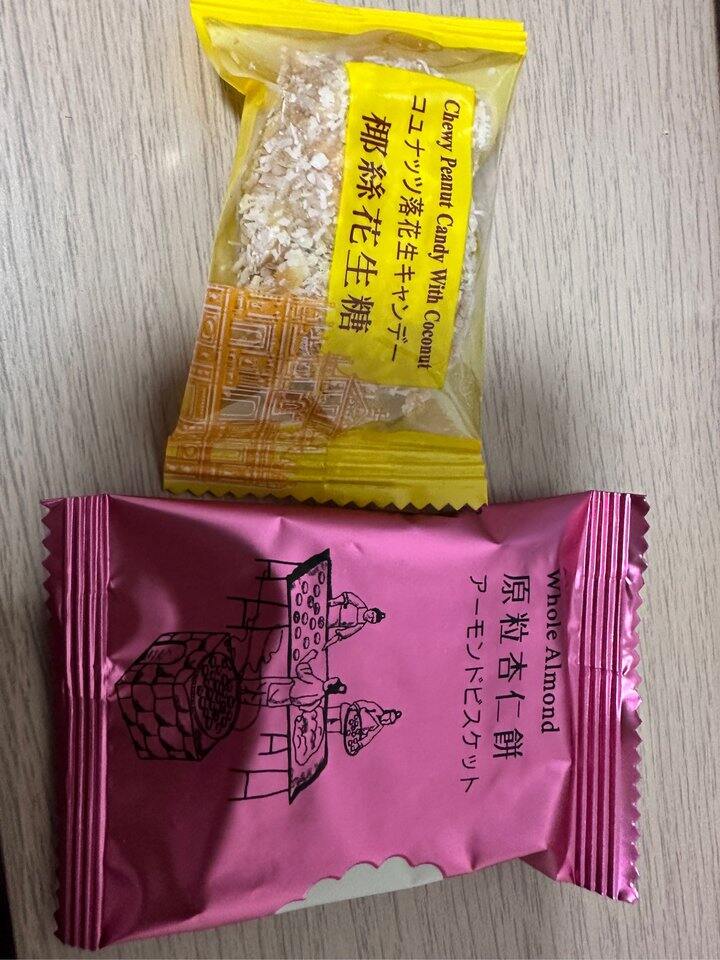 Chewy Peanut Candy With Coconut
ココナッツ落花生キャンデー
椰絲花生糖
Whole Almond
原粒杏仁餅
アーモンドビスケット